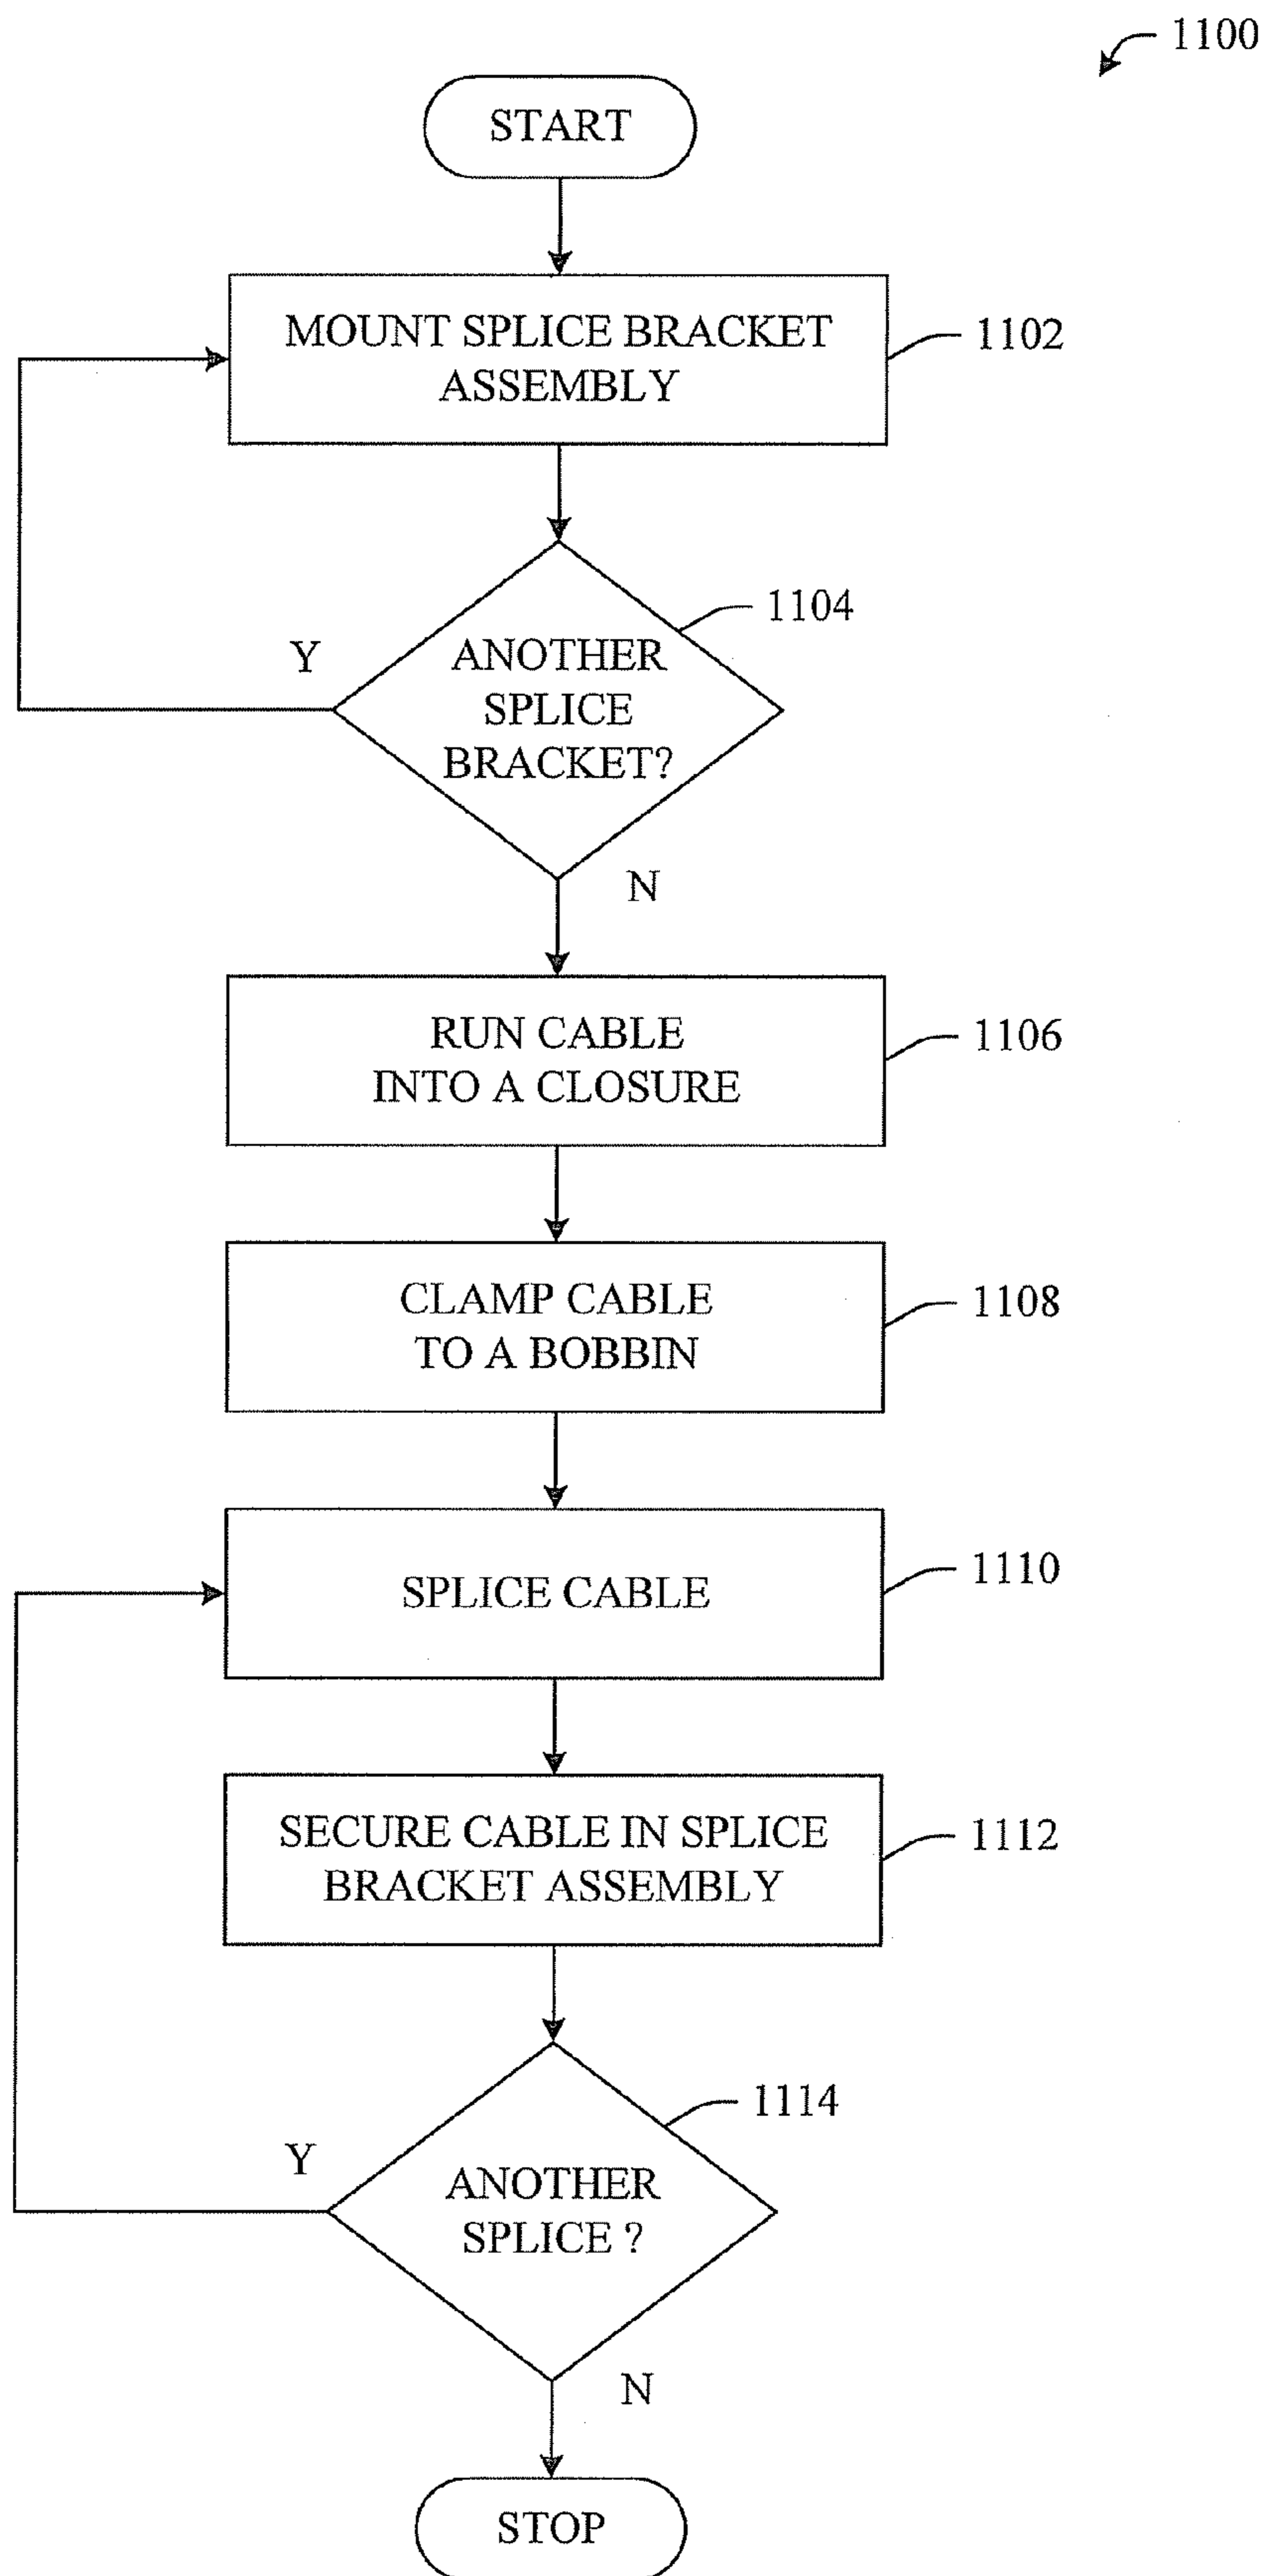 1100
START
MOUNT SPLICE BRACKET
ASSEMBLY
1102
1104
ANOTHER
SPLICE
BRACKET?
Y
N
RUN CABLE
INTO A CLOSURE
1106
CLAMP CABLE
TO A BOBBIN
1108
SPLICE CABLE
1110
SECURE CABLE IN SPLICE
BRACKET ASSEMBLY
1112
1114
ANOTHER
SPLICE ?
Y
N
STOP